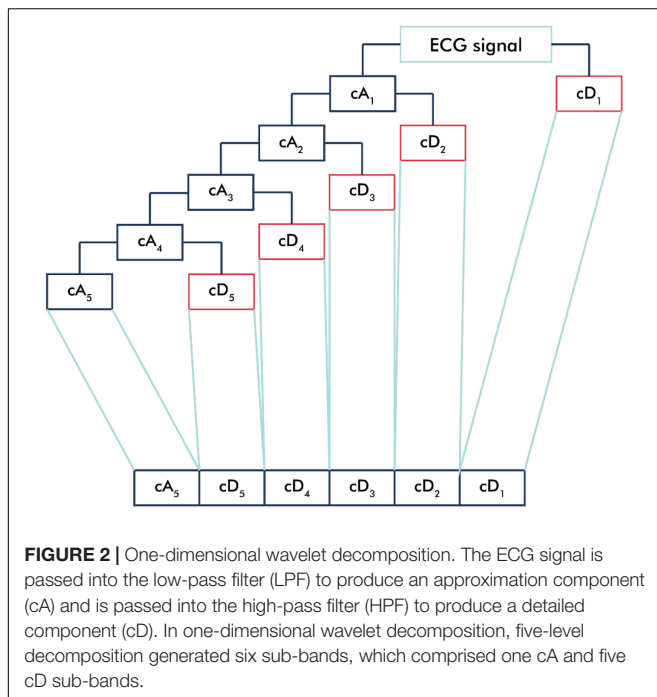 ECG signal
cA₁ cD₁
cA₂ cD₂
cA₃ cD₃
cA₄ cD₄
cA₅ cD₅
cA₅ cD₅ cD₄ cD₃ cD₂ cD₁
FIGURE 2 | One-dimensional wavelet decomposition. The ECG signal is
passed into the low-pass filter (LPF) to produce an approximation component
(cA) and is passed into the high-pass filter (HPF) to produce a detailed
component (cD). In one-dimensional wavelet decomposition, five-level
decomposition generated six sub-bands, which comprised one cA and five
cD sub-bands.